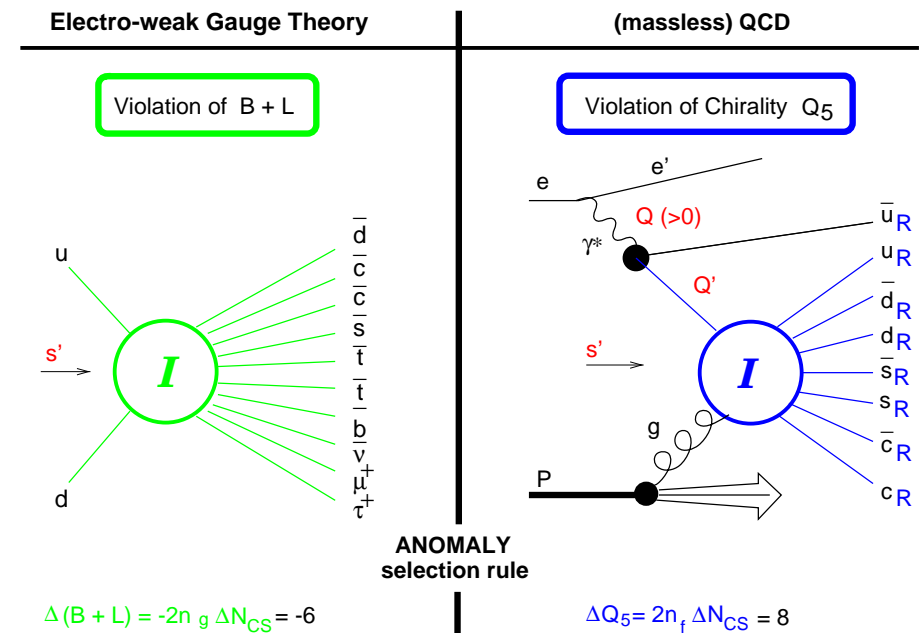 Electro-weak Gauge Theory
(massless) QCD
Violation of B + L
Violation of Chirality Q₅
u
s'
d
I
d̅
c̅
c̅
s̅
t̅
t̅
b̅
ν̅
μ⁺
τ⁺
e
e'
Q (>0)
γ*
Q'
s'
I
g
P
u̅_R
u_R
d̅_R
d_R
s̅_R
s_R
c̅_R
c_R
ANOMALY
selection rule
Δ (B + L) = -2n_g ΔN_CS = -6
ΔQ₅ = 2n_f ΔN_CS = 8